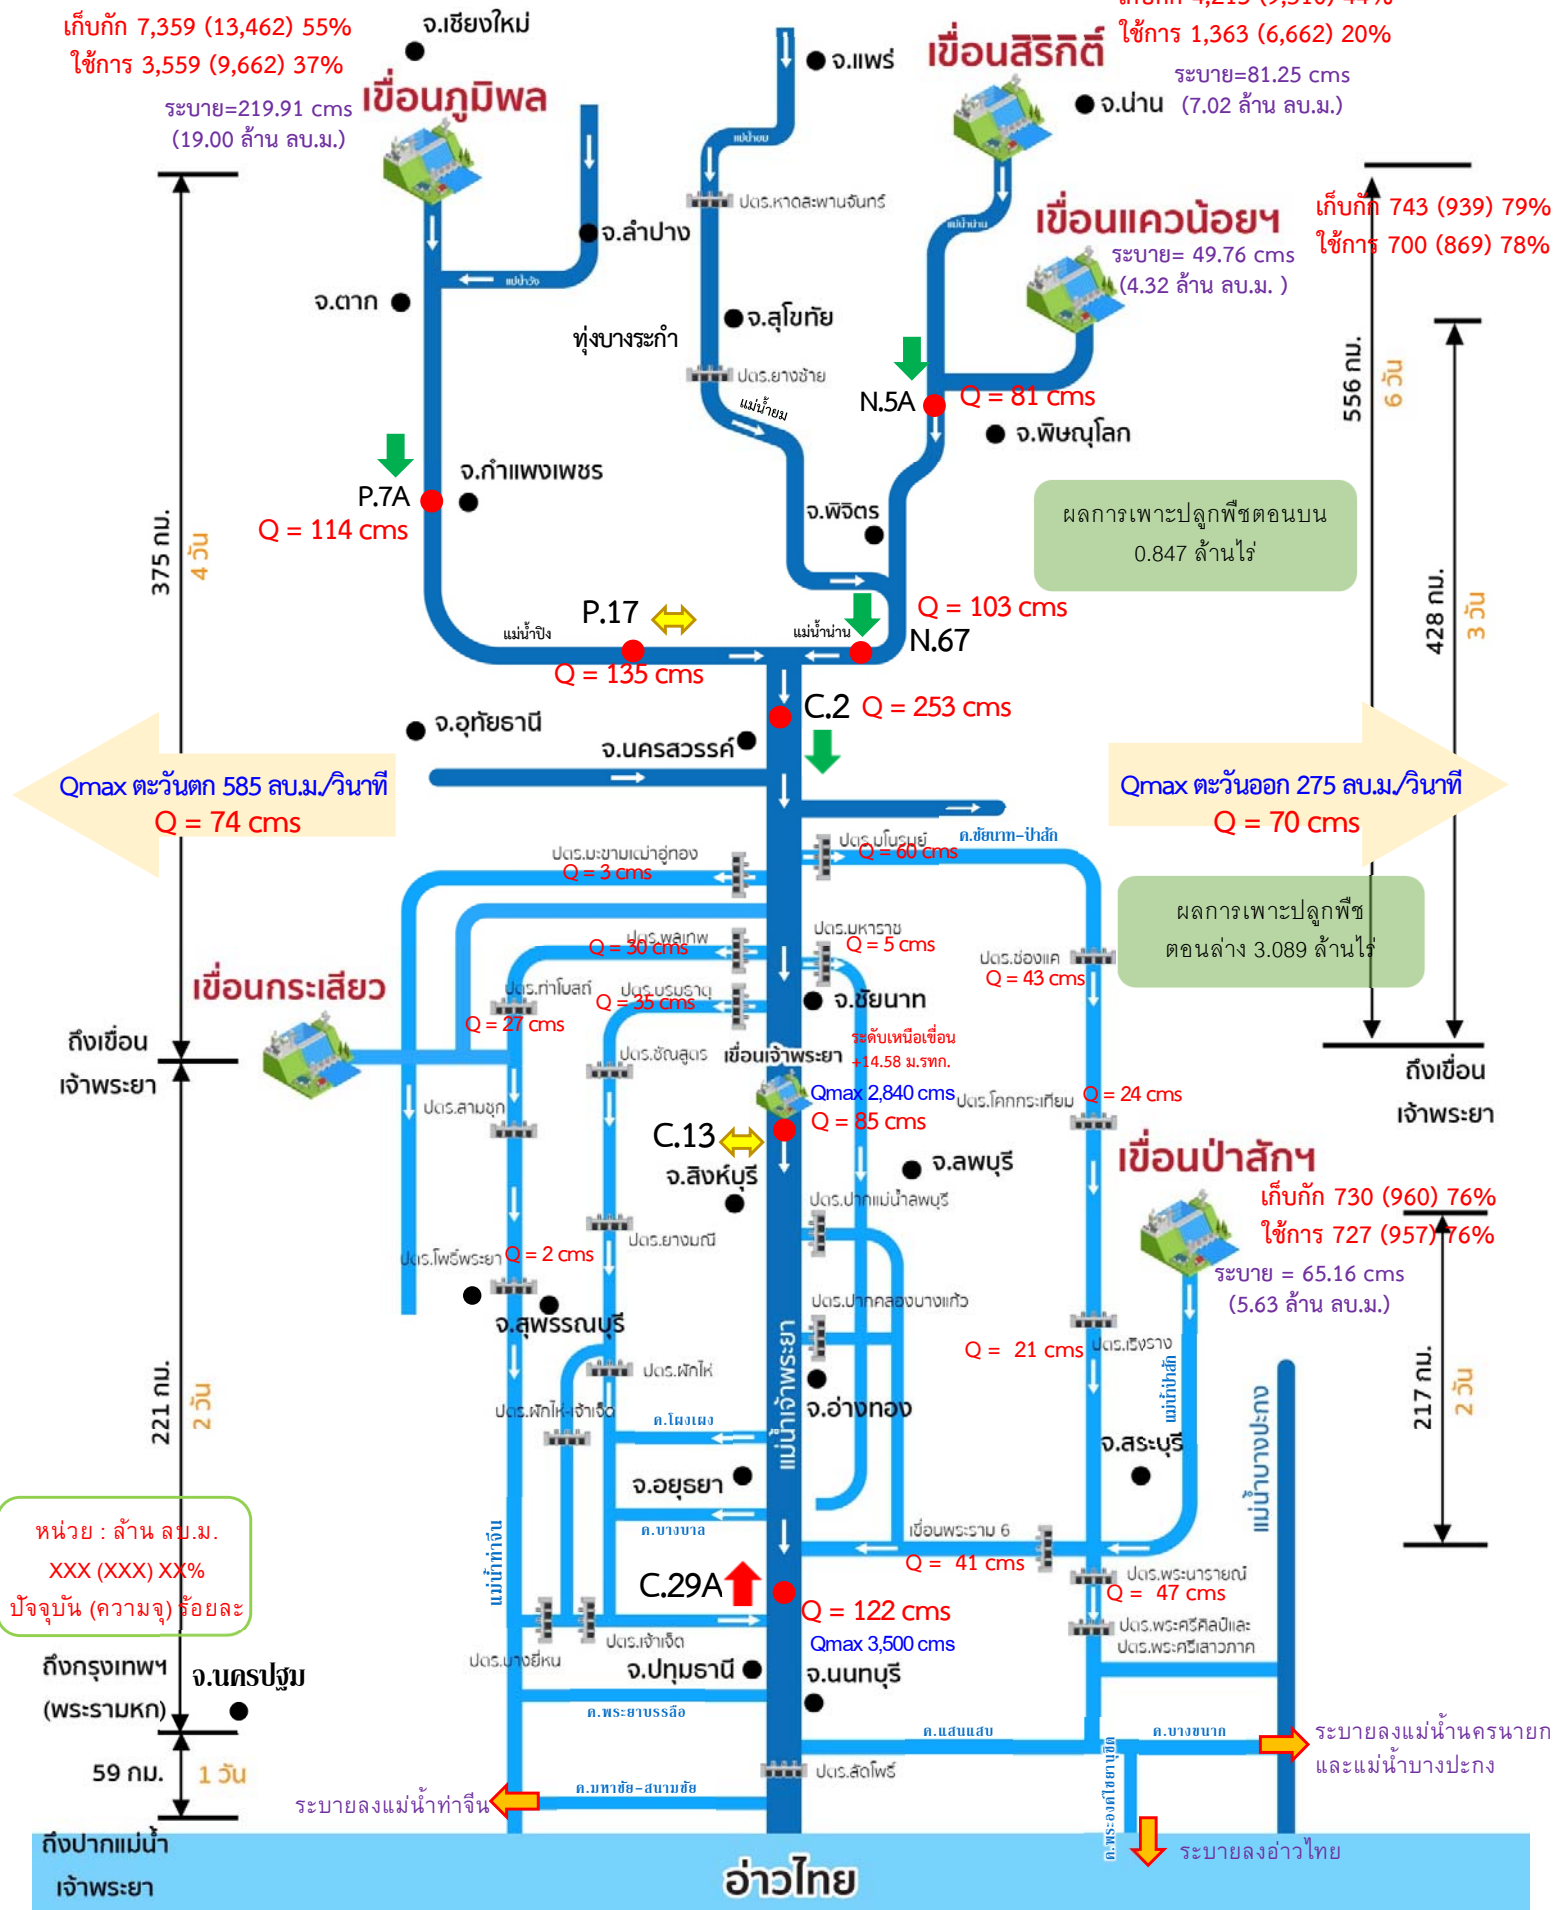 เก็บกัก 7,359 (13,462) 55%
ใช้การ 3,559 (9,662) 37%
ระบาย=219.91 cms
(19.00 ล้าน ลบ.ม.)
จ.เชียงใหม่
เขื่อนภูมิพล
จ.แพร่
เขื่อนสิริกิติ์
ใช้การ 1,363 (6,662) 20%
ระบาย=81.25 cms
(7.02 ล้าน ลบ.ม.)
จ.น่าน
แม่น้ำยม
ปตร.หาดสะพานจันทร์
แม่น้ำน่าน
เขื่อนแควน้อยฯ
เก็บกัก 743 (939) 79%
ใช้การ 700 (869) 78%
ระบาย= 49.76 cms
(4.32 ล้าน ลบ.ม. )
จ.ลำปาง
แม่น้ำวัง
จ.ตาก
จ.สุโขทัย
ทุ่งบางระกำ
ปตร.ยางซ้าย
แม่น้ำยม
N.5A
Q = 81 cms
จ.พิษณุโลก
556 กม.
6 วัน
จ.กำแพงเพชร
P.7A
Q = 114 cms
จ.พิจิตร
ผลการเพาะปลูกพืชตอนบน
0.847 ล้านไร่
375 กม.
4 วัน
428 กม.
3 วัน
P.17
แม่น้ำปิง
Q = 135 cms
แม่น้ำน่าน
Q = 103 cms
N.67
C.2
Q = 253 cms
จ.อุทัยธานี
จ.นครสวรรค์
Qmax ตะวันตก 585 ลบ.ม./วินาที
Q = 74 cms
Qmax ตะวันออก 275 ลบ.ม./วินาที
Q = 70 cms
ปตร.มะขามเฒ่าอู่ทอง
Q = 3 cms
ปตร.มโนรมย์
Q = 60 cms
ค.ชัยนาท-ป่าสัก
ผลการเพาะปลูกพืช
ตอนล่าง 3.089 ล้านไร่
ปตร.พลเทพ
Q = 30 cms
ปตร.มหาราช
Q = 5 cms
ปตร.ช่องแค
Q = 43 cms
เขื่อนกระเสียว
ปตร.ท่าโบสถ์
Q = 27 cms
ปตร.บรมธาตุ
Q = 35 cms
จ.ชัยนาท
ถึงเขื่อน
เจ้าพระยา
ปตร.ชัณสูตร
เขื่อนเจ้าพระยา
ระดับเหนือเขื่อน
+14.58 ม.รทก.
Qmax 2,840 cms
Q = 85 cms
C.13
ปตร.โคกกระเทียม
Q = 24 cms
ถึงเขื่อน
เจ้าพระยา
ปตร.สามชุก
จ.สิงห์บุรี
จ.ลพบุรี
เขื่อนป่าสักฯ
เก็บกัก 730 (960) 76%
ใช้การ 727 (957) 76%
ระบาย = 65.16 cms
(5.63 ล้าน ลบ.ม.)
ปตร.ปากแม่น้ำลพบุรี
ปตร.ยางมณี
ปตร.โพธิ์พระยา
Q = 2 cms
จ.สุพรรณบุรี
ปตร.ปากคลองบางแก้ว
Q = 21 cms
ปตร.เริงราง
221 กม.
2 วัน
ปตร.ผักไห่
ปตร.ผักไห่-เจ้าเจ็ด
แม่น้ำเจ้าพระยา
จ.อ่างทอง
แม่น้ำป่าสัก
217 กม.
2 วัน
ค.โผงเผง
จ.สระบุรี
แม่น้ำบางปะกง
จ.อยุธยา
หน่วย : ล้าน ลบ.ม.
XXX (XXX) XX%
ปัจจุบัน (ความจุ) ร้อยละ
ค.บางบาล
เขื่อนพระราม 6
Q = 41 cms
แม่น้ำท่าจีน
C.29A
Q = 122 cms
Qmax 3,500 cms
ปตร.พระนารายณ์
Q = 47 cms
ปตร.พระศรีศิลป์และ
ปตร.พระศรีเสาวภาค
ปตร.เจ้าเจ็ด
ปตร.บางยี่หน
จ.ปทุมธานี
จ.นนทบุรี
ถึงกรุงเทพฯ
(พระรามหก)
จ.นครปฐม
ค.พระยาบรรลือ
ค.แสนแสบ
ค.บางขนาก
ระบายลงแม่น้ำนครนายก
และแม่น้ำบางปะกง
59 กม.
1 วัน
ปตร.ลัดโพธิ์
ค.พระองค์ไชยานุชิต
ค.มหาชัย-สนามชัย
ระบายลงแม่น้ำท่าจีน
ถึงปากแม่น้ำ
เจ้าพระยา
ระบายลงอ่าวไทย
อ่าวไทย